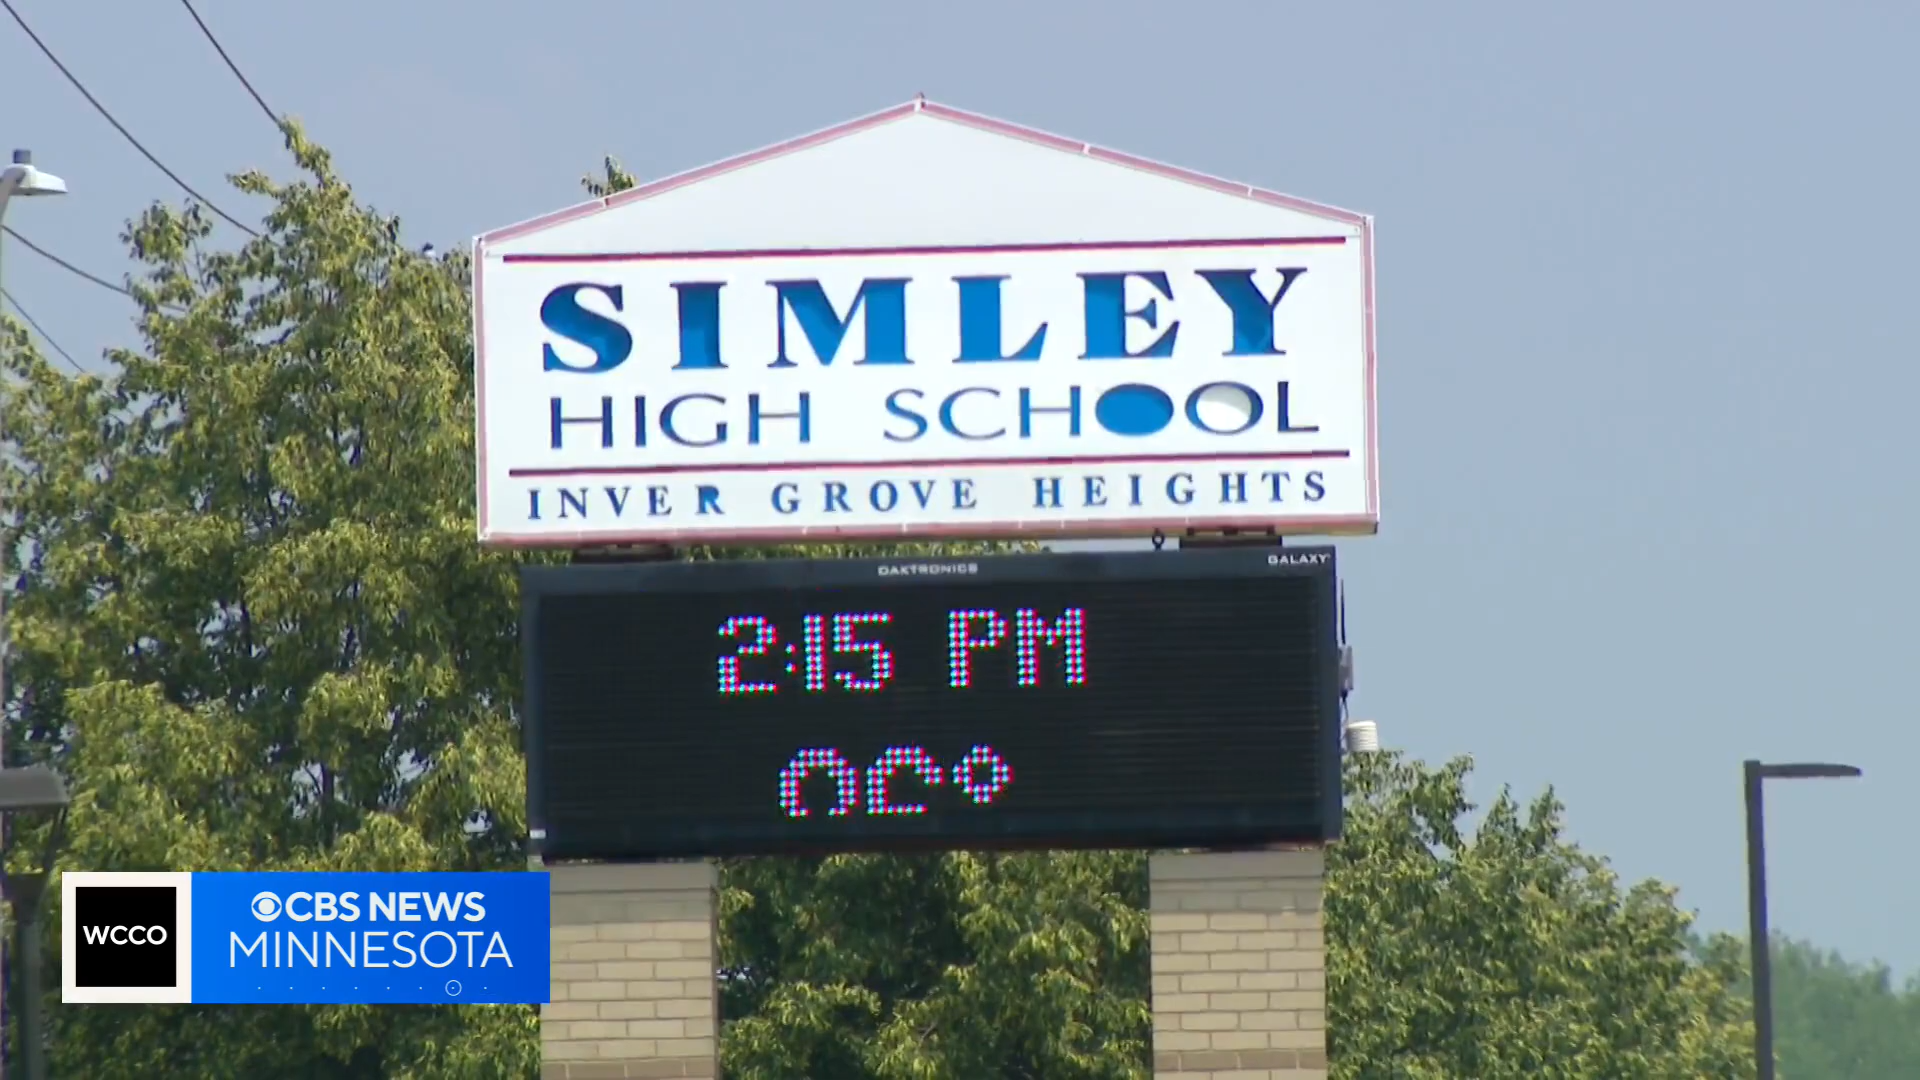 SIMLEY
HIGH SCHOOL
INVER GROVE HEIGHTS
DAKTRONICS
GALAXY
2:15 PM
WCCO
CBS NEWS
MINNESOTA